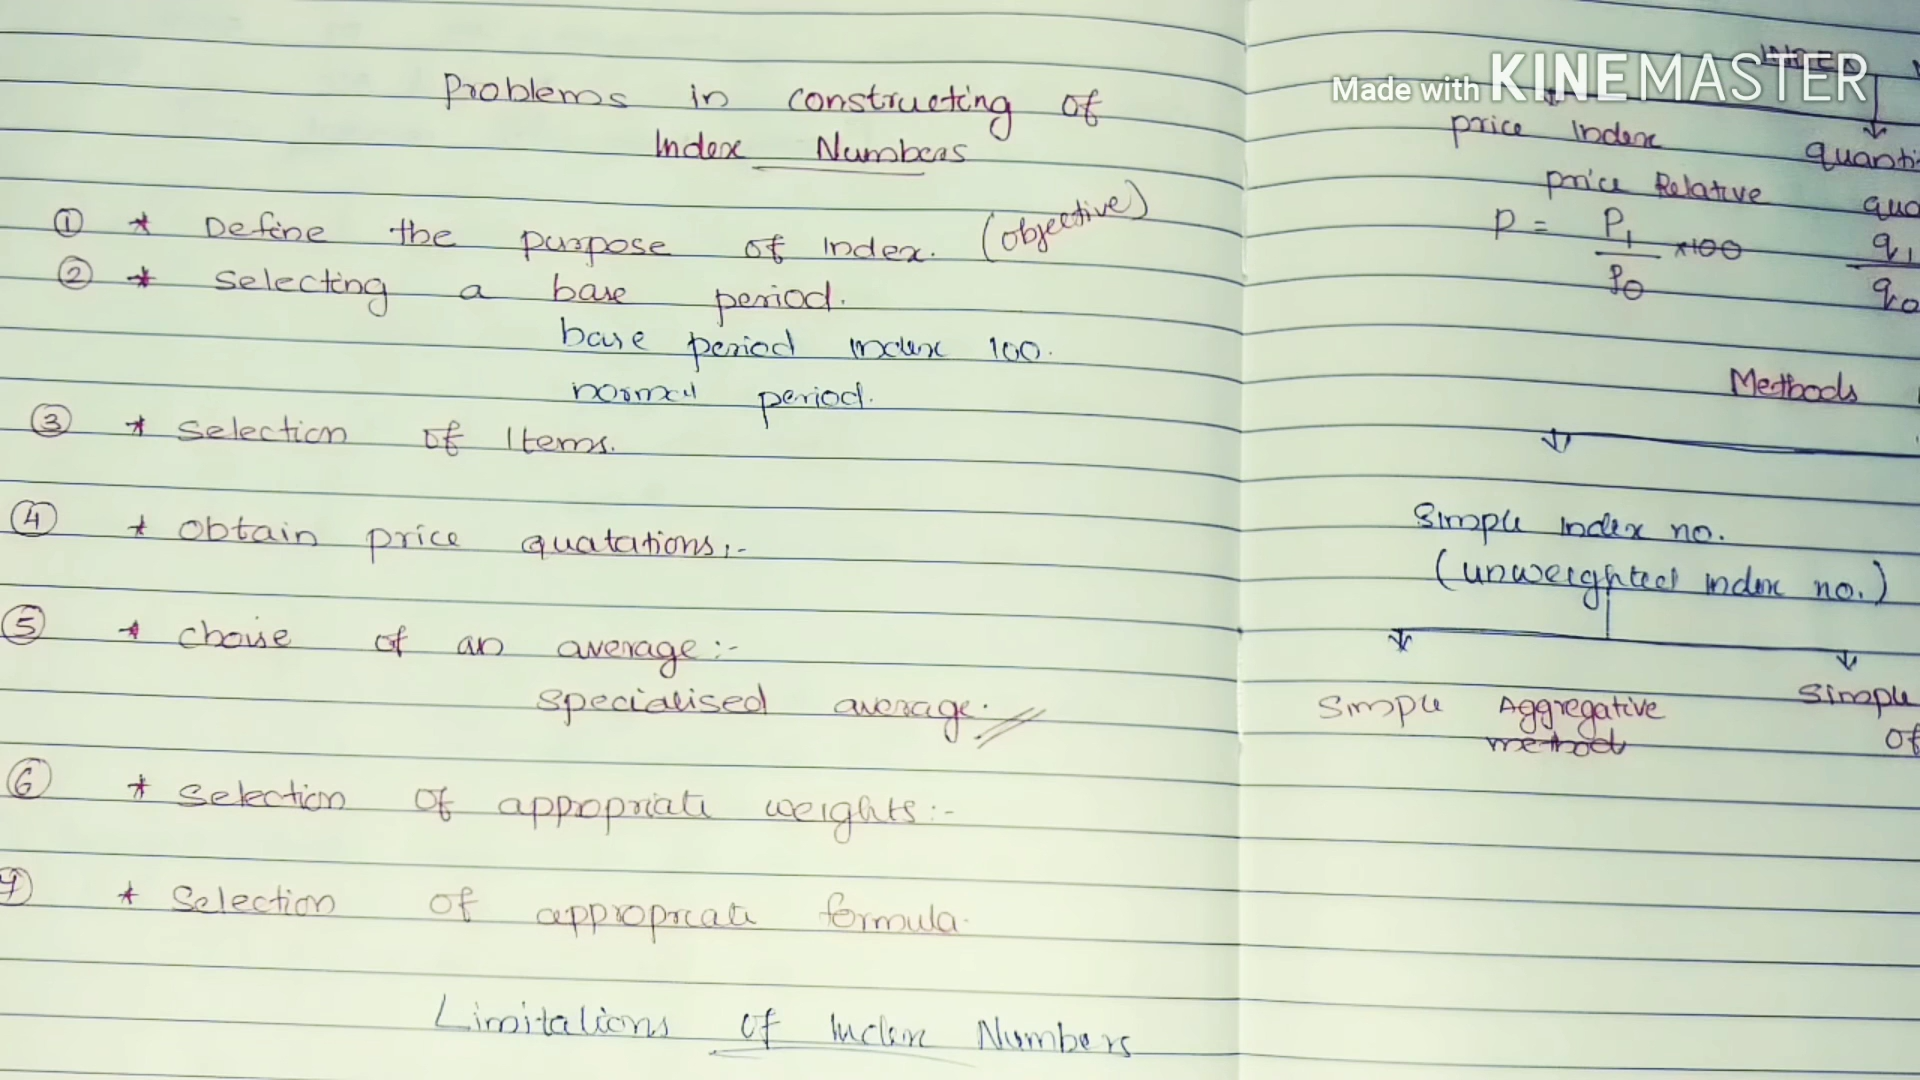 Problems in constructing of
Index Numbers
① * Define the purpose of Index. (objective)
② * selecting a base period.
base period index 100.
normal period.
③ * selection of Items.
④ * obtain price quatations:-
⑤ * choise of an average:-
specialised average.
⑥ * selection of appropriate weights:-
⑦ * Selection of appropriate formula.
Limitations of Index Numbers
Made with KINEMASTER
price Index
price Relative
P = P1/P0 ×100
q1
q0
Methods
Simple Index no.
(unweighted index no.)
Simple Aggregative
method
Simple
of